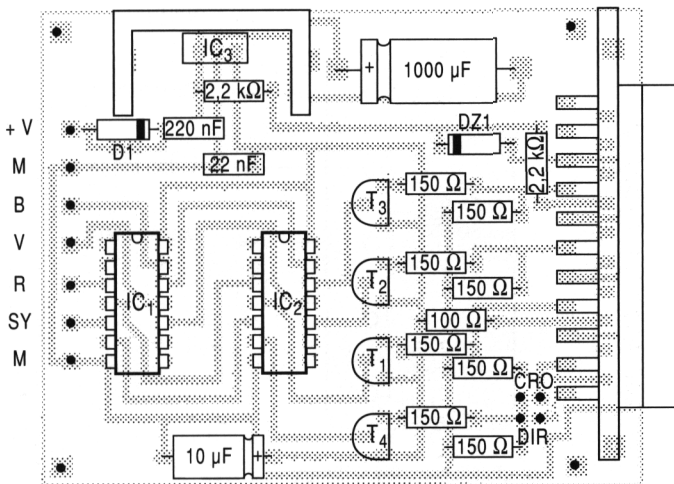 IC3
1000 µF
+
2,2 kΩ
+ V
220 nF
D1
DZ1
2,2 kΩ
M
22 nF
150 Ω
T3
B
150 Ω
V
150 Ω
T2
R
IC1
IC2
150 Ω
SY
100 Ω
150 Ω
M
T1
150 Ω
CRO
150 Ω
T4
DIR
150 Ω
10 µF
+